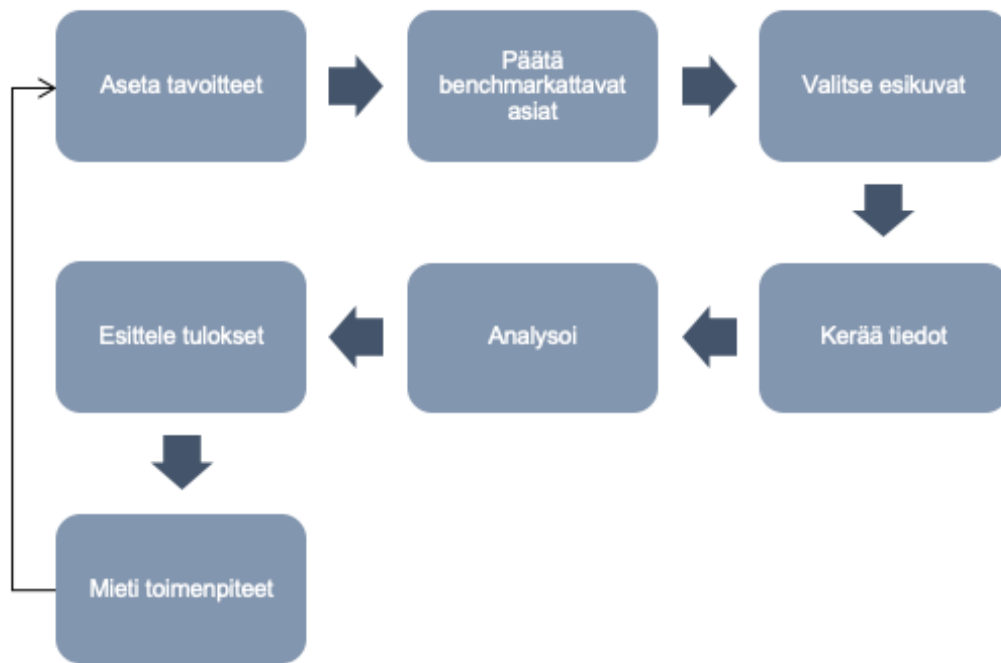 Aseta tavoitteet
Päätä
benchmarkattavat
asiat
Valitse esikuvat
Kerää tiedot
Analysoi
Esittele tulokset
Mieti toimenpiteet